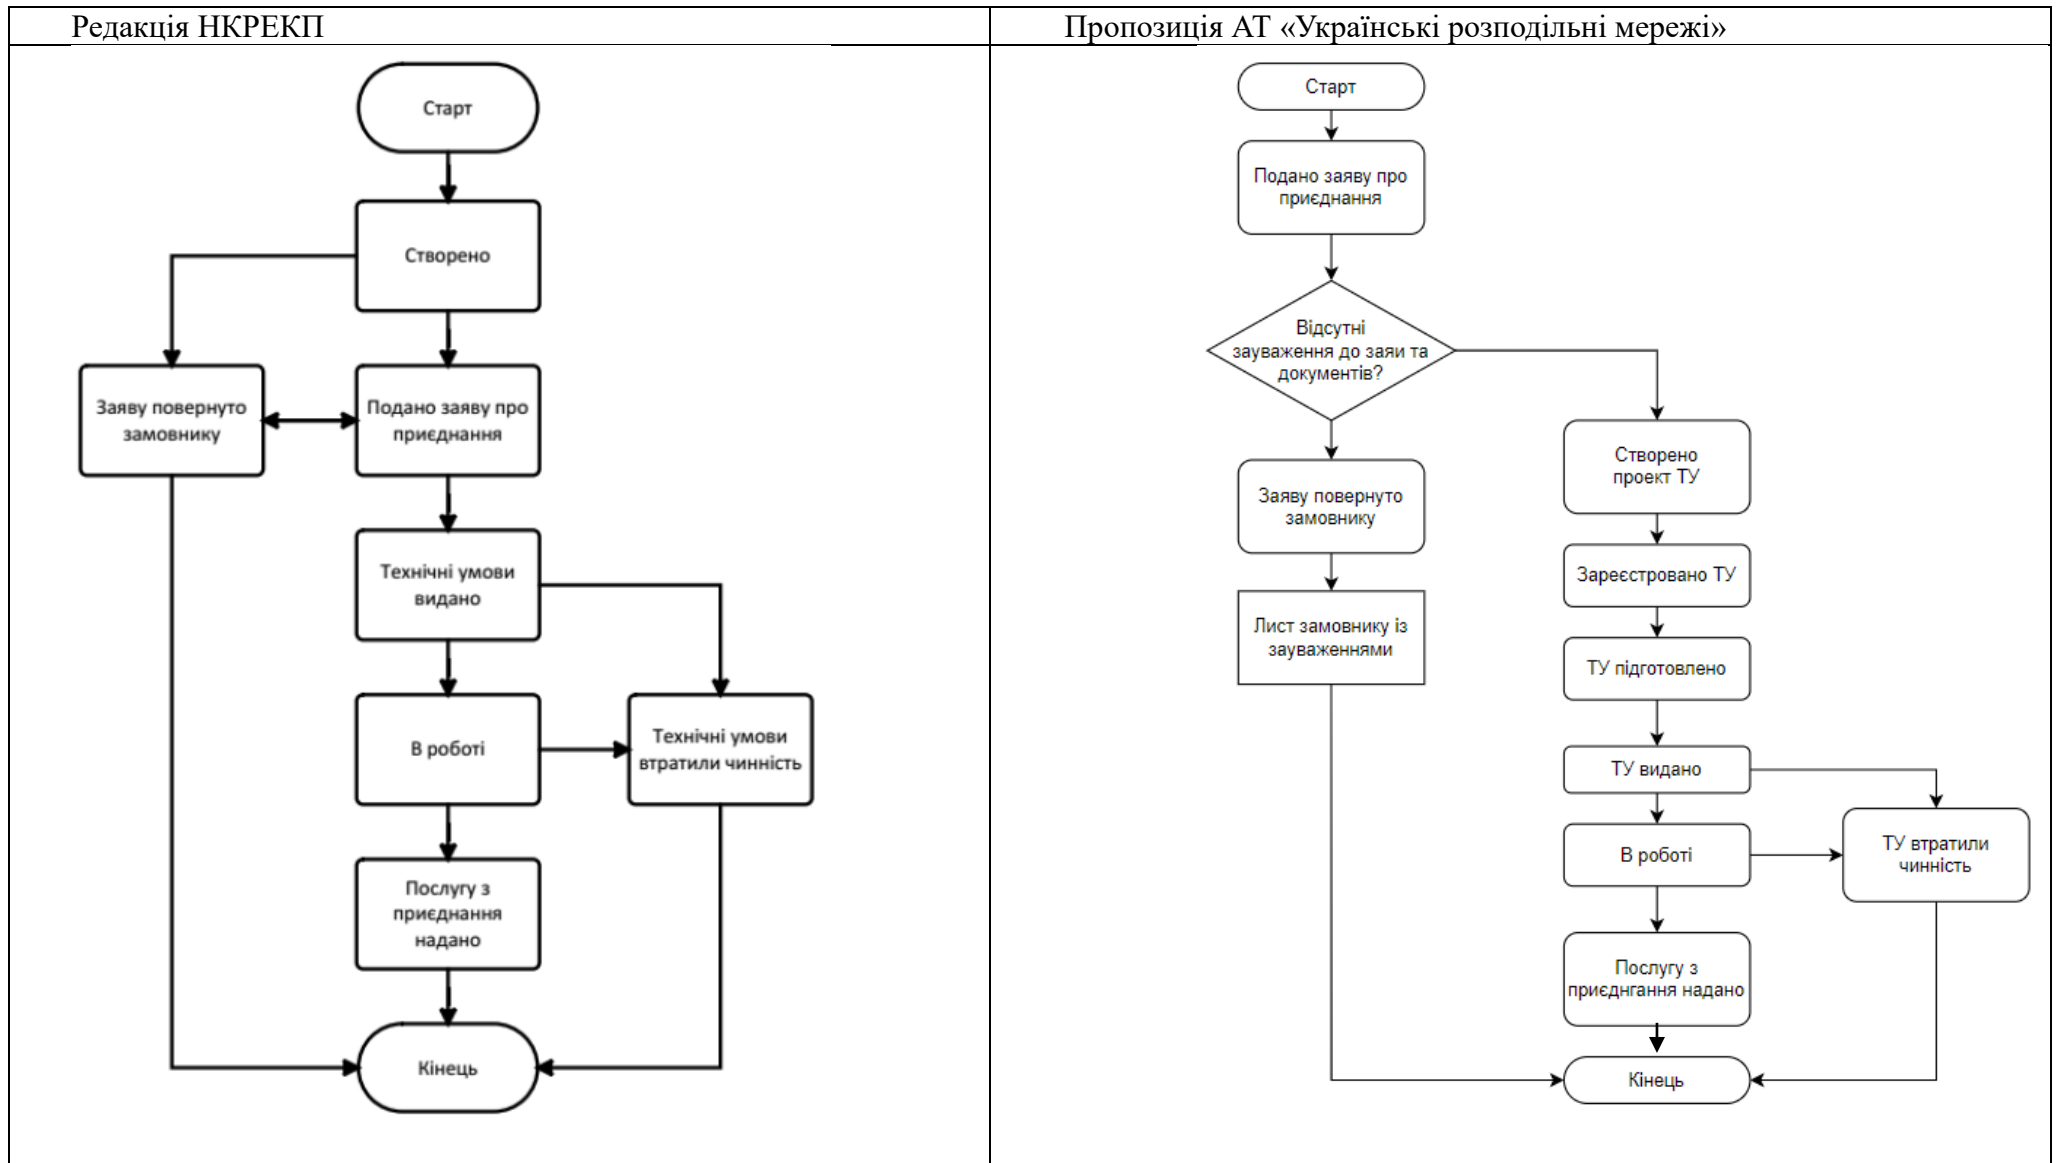 Редакція НКРЕКП
Старт
Створено
Заяву повернуто
замовнику
Подано заяву про
приєднання
Технічні умови
видано
В роботі
Технічні умови
втратили чинність
Послугу з
приєднання
надано
Кінець
Пропозиція АТ «Українські розподільні мережі»
Старт
Подано заяву про
приєднання
Відсутні
зауваження до заяи та
документів?
Заяву повернуто
замовнику
Лист замовнику із
зауваженнями
Створено
проект ТУ
Зареєстровано ТУ
ТУ підготовлено
ТУ видано
В роботі
ТУ втратили
чинність
Послугу з
приєднгання надано
Кінець